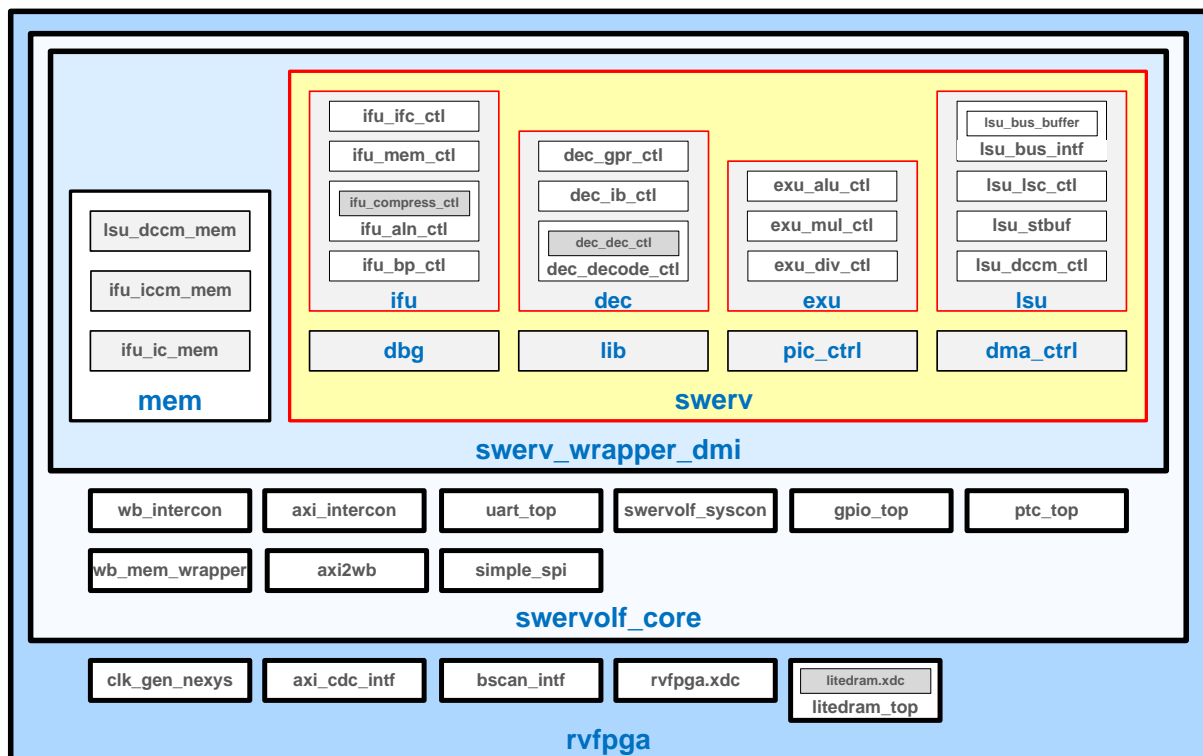 ifu_ifc_ctl
ifu_mem_ctl
ifu_compress_ctl
ifu_aln_ctl
ifu_bp_ctl
ifu
dec_gpr_ctl
dec_ib_ctl
dec_dec_ctl
dec_decode_ctl
dec
exu_alu_ctl
exu_mul_ctl
exu_div_ctl
exu
lsu_bus_buffer
lsu_bus_intf
lsu_lsc_ctl
lsu_stbuf
lsu_dccm_ctl
lsu
lsu_dccm_mem
ifu_iccm_mem
ifu_ic_mem
mem
dbg
lib
pic_ctrl
dma_ctrl
swerv
swerv_wrapper_dmi
wb_intercon
axi_intercon
uart_top
swervolf_syscon
gpio_top
ptc_top
wb_mem_wrapper
axi2wb
simple_spi
swervolf_core
clk_gen_nexys
axi_cdc_intf
bscan_intf
rvfpga.xdc
litedram.xdc
litedram_top
rvfpga